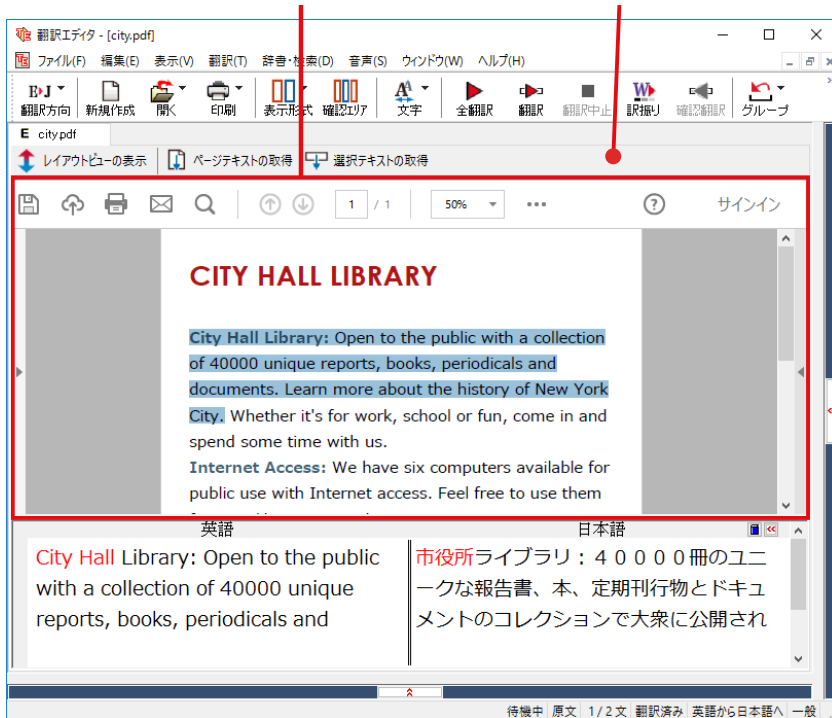 翻訳エディタ - [city.pdf]
ファイル(F) 編集(E) 表示(V) 翻訳(T) 辞書・検索(D) 音声(S) ウィンドウ(W) ヘルプ(H)
E▸J
翻訳方向 新規作成 開く 印刷 表示形式 確認エリア 文字 全翻訳 翻訳 翻訳中止 訳振り 確認翻訳 グループ
E city.pdf
レイアウトビューの表示 ページテキストの取得 選択テキストの取得
1 / 1 50% サインイン
CITY HALL LIBRARY
City Hall Library: Open to the public with a collection
of 40000 unique reports, books, periodicals and
documents. Learn more about the history of New York
City. Whether it's for work, school or fun, come in and
spend some time with us.
Internet Access: We have six computers available for
public use with Internet access. Feel free to use them
英語 日本語
City Hall Library: Open to the public
with a collection of 40000 unique
reports, books, periodicals and
市役所ライブラリ：４００００冊のユニ
ークな報告書、本、定期刊行物とドキュ
メントのコレクションで大衆に公開され
待機中 原文 1/2文 翻訳済み 英語から日本語へ 一般